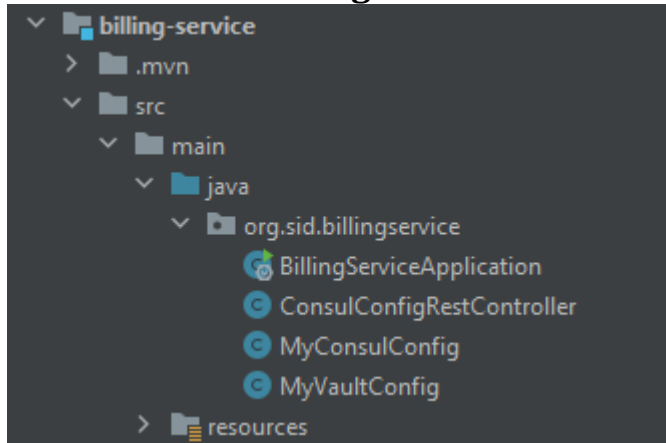 billing-service
.mvn
src
main
java
org.sid.billingservice
BillingServiceApplication
ConsulConfigRestController
MyConsulConfig
MyVaultConfig
resources